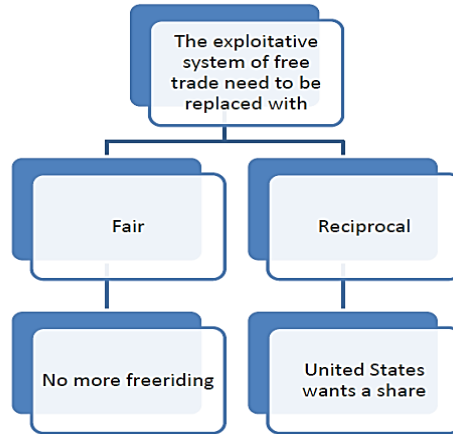 The exploitative
system of free
trade need to be
replaced with
Fair
Reciprocal
No more freeriding
United States
wants a share